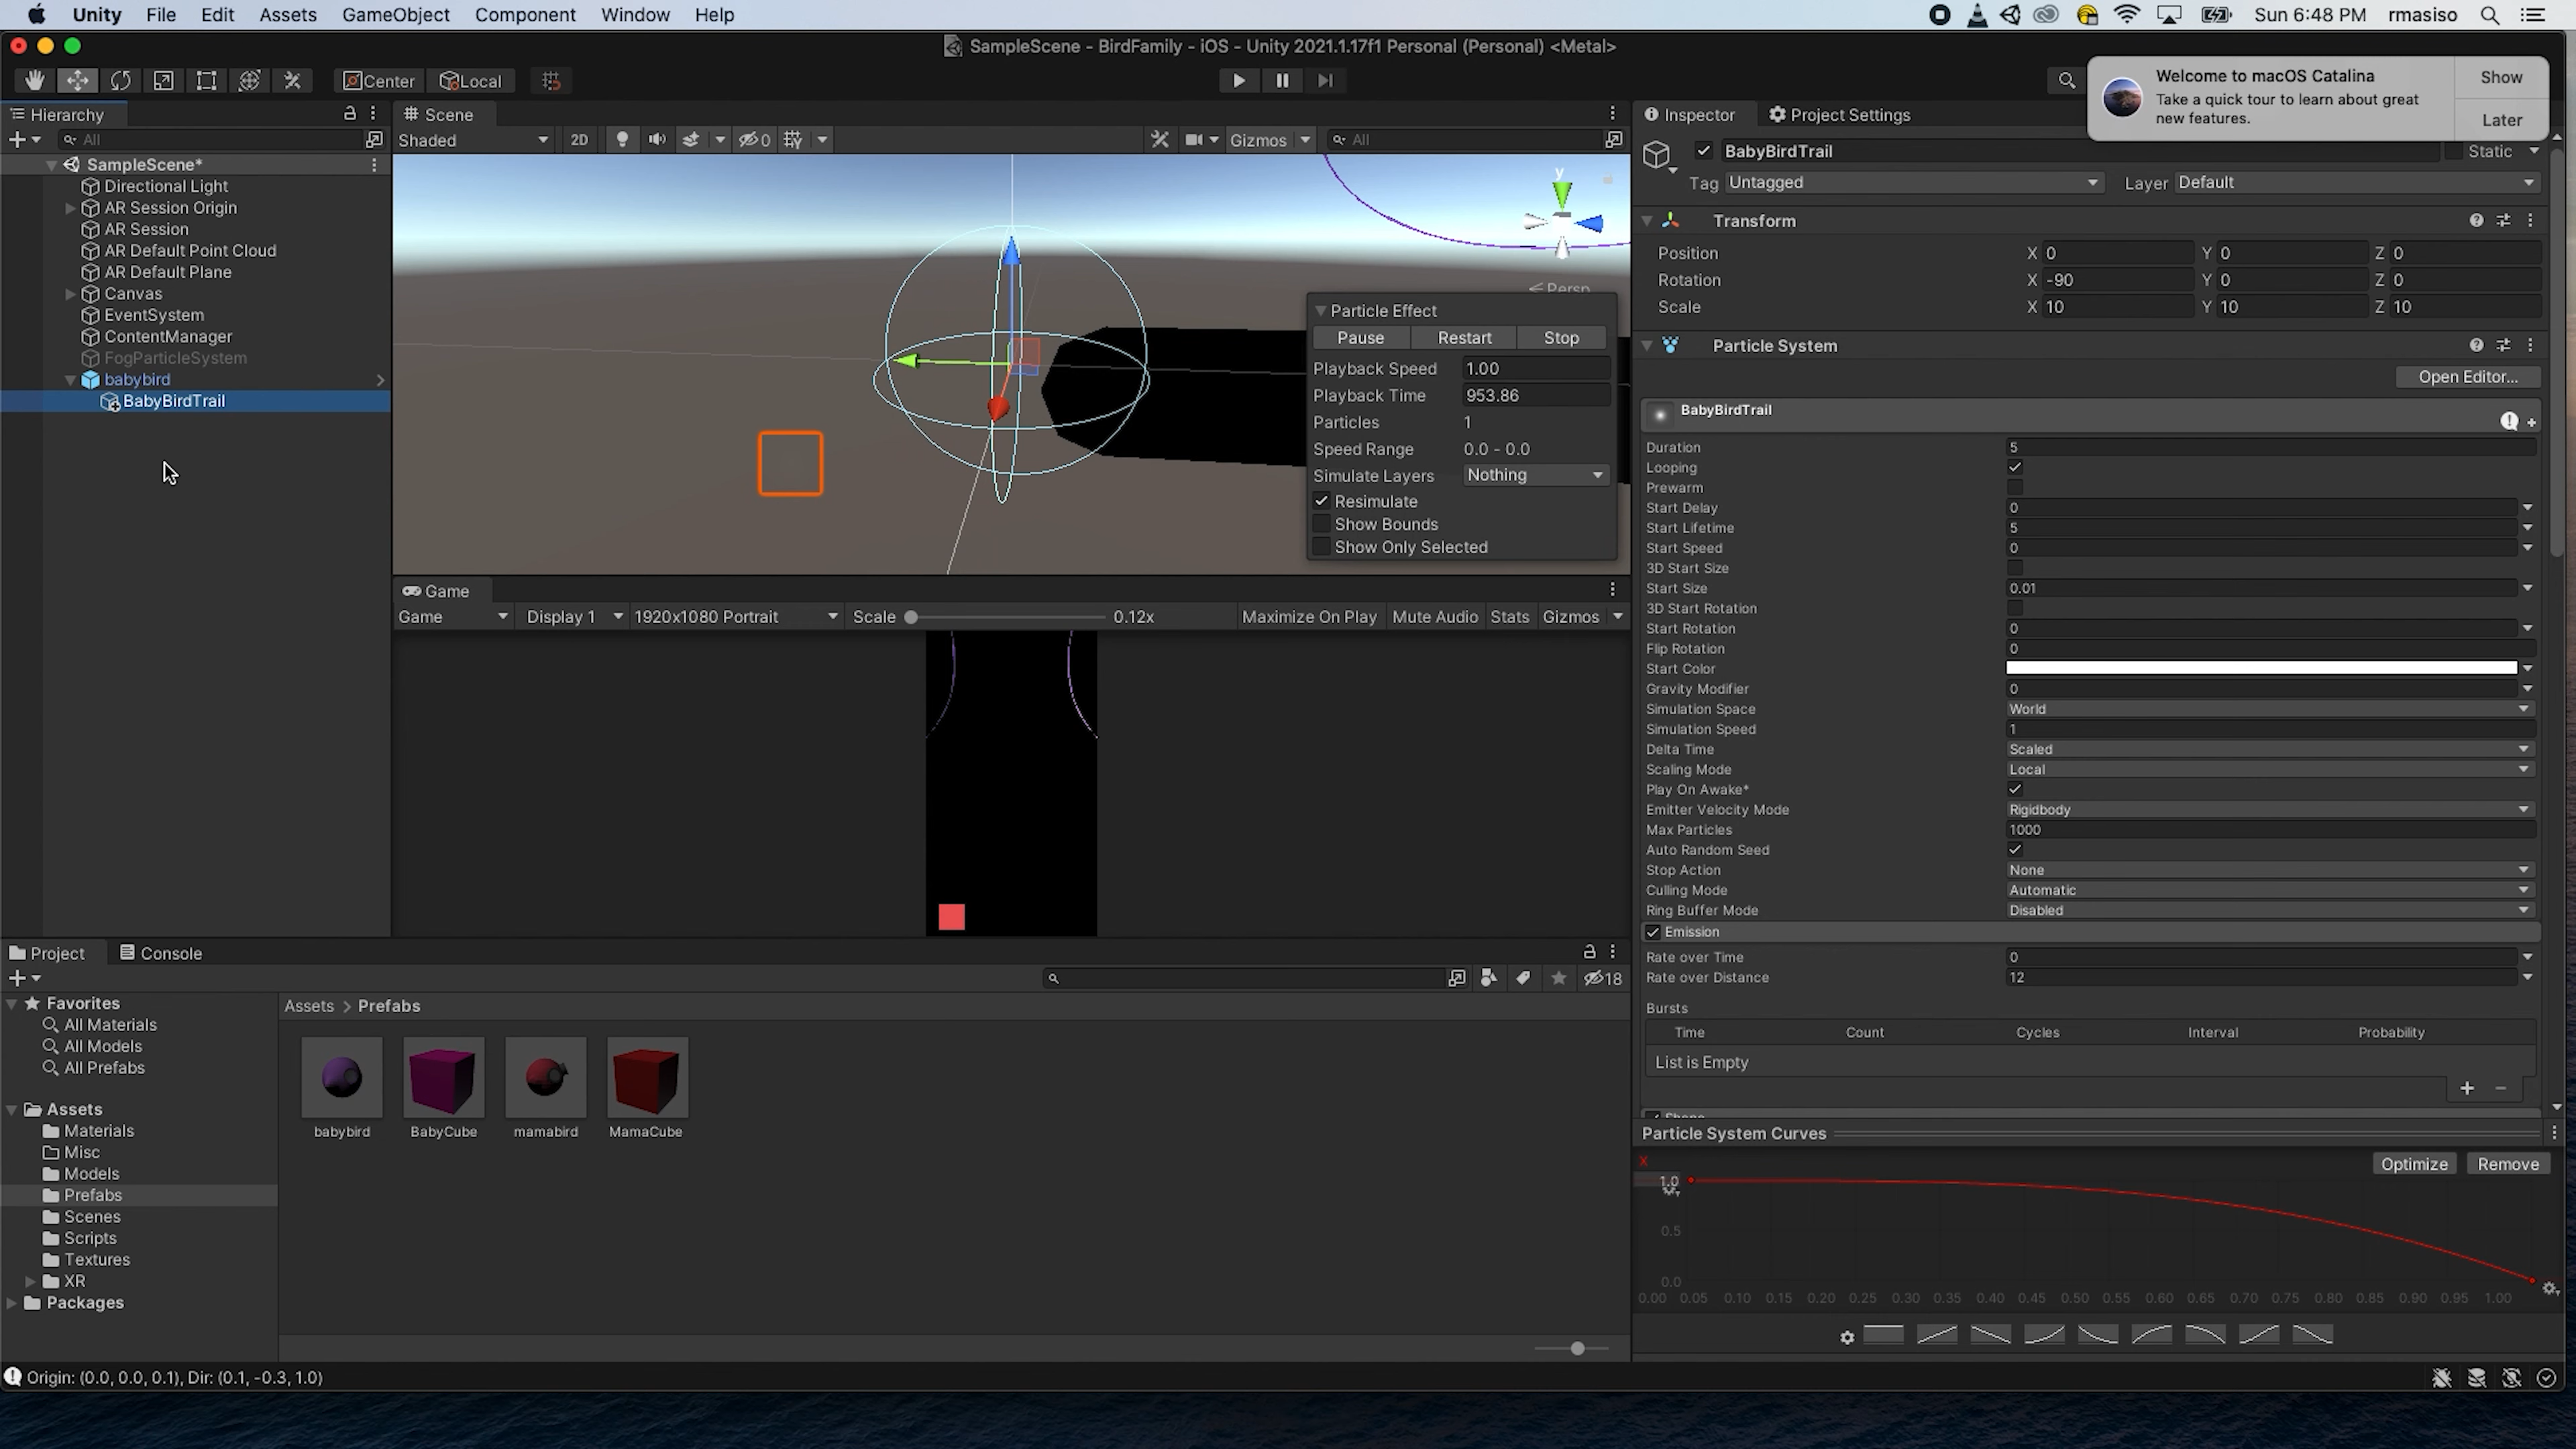 Unity File Edit Assets GameObject Component Window Help Sun 6:48 PM rmasiso
SampleScene - BirdFamily - iOS - Unity 2021.1.17f1 Personal (Personal) <Metal>
Center Local
Welcome to macOS Catalina
Take a quick tour to learn about great
new features.
Show
Later
Hierarchy
All
SampleScene*
Directional Light
AR Session Origin
AR Session
AR Default Point Cloud
AR Default Plane
Canvas
EventSystem
ContentManager
FogParticleSystem
babybird
BabyBirdTrail
Scene
Shaded 2D 0 Gizmos All
y
Persp
Particle Effect
Pause Restart Stop
Playback Speed 1.00
Playback Time 953.86
Particles 1
Speed Range 0.0 - 0.0
Simulate Layers Nothing
Resimulate
Show Bounds
Show Only Selected
Game
Game Display 1 1920x1080 Portrait Scale 0.12x Maximize On Play Mute Audio Stats Gizmos
Inspector Project Settings
BabyBirdTrail Static
Tag Untagged Layer Default
Transform
Position X 0 Y 0 Z 0
Rotation X -90 Y 0 Z 0
Scale X 10 Y 10 Z 10
Particle System
Open Editor...
BabyBirdTrail
Duration 5
Looping
Prewarm
Start Delay 0
Start Lifetime 5
Start Speed 0
3D Start Size
Start Size 0.01
3D Start Rotation
Start Rotation 0
Flip Rotation 0
Start Color
Gravity Modifier 0
Simulation Space World
Simulation Speed 1
Delta Time Scaled
Scaling Mode Local
Play On Awake*
Emitter Velocity Mode Rigidbody
Max Particles 1000
Auto Random Seed
Stop Action None
Culling Mode Automatic
Ring Buffer Mode Disabled
Emission
Rate over Time 0
Rate over Distance 12
Bursts
Time Count Cycles Interval Probability
List is Empty
Shape
Particle System Curves
Optimize Remove
X
1.0
0.5
0.0
0.00 0.05 0.10 0.15 0.20 0.25 0.30 0.35 0.40 0.45 0.50 0.55 0.60 0.65 0.70 0.75 0.80 0.85 0.90 0.95 1.00
Project Console
18
Favorites
All Materials
All Models
All Prefabs
Assets
Materials
Misc
Models
Prefabs
Scenes
Scripts
Textures
XR
Packages
Assets > Prefabs
babybird BabyCube mamabird MamaCube
Origin: (0.0, 0.0, 0.1), Dir: (0.1, -0.3, 1.0)